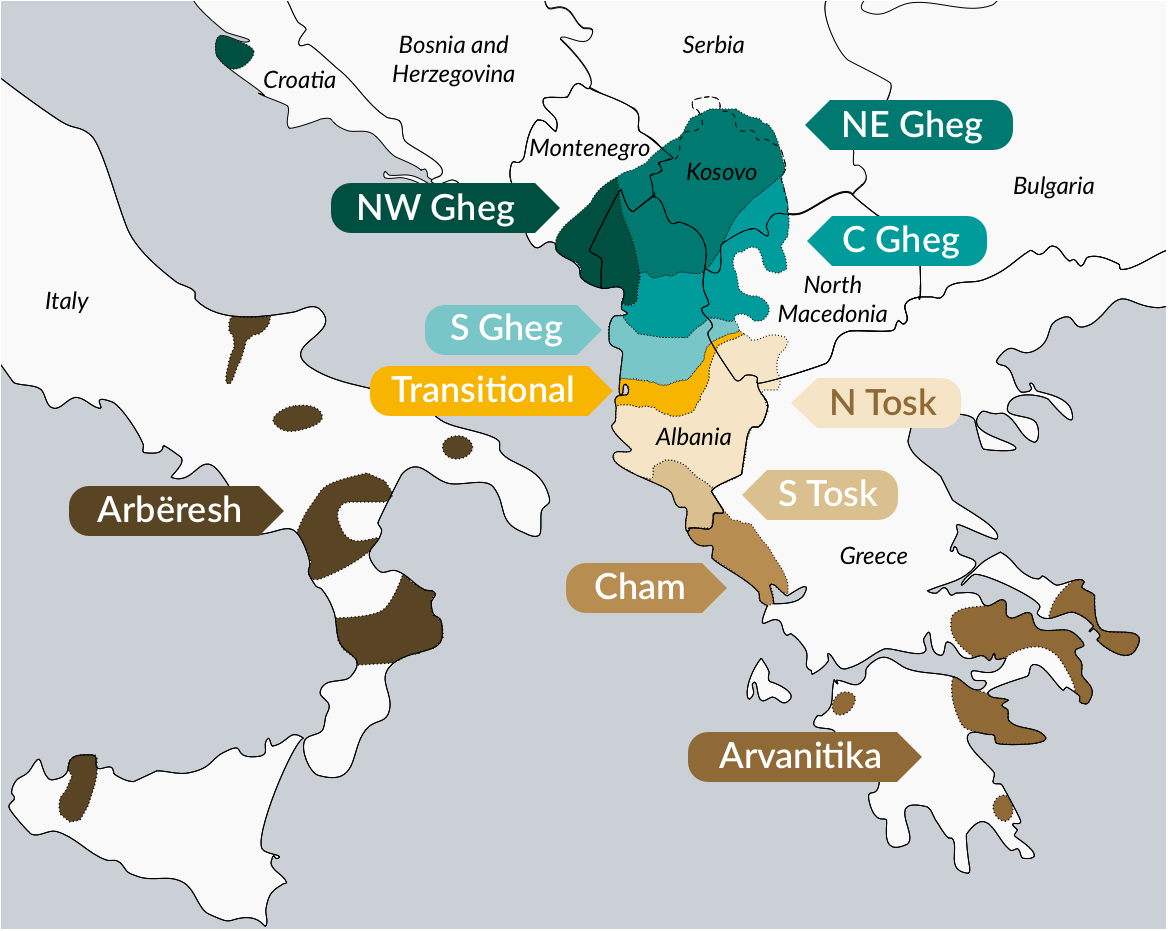 Bosnia and
Herzegovina
Serbia
Croatia
NE Gheg
Montenegro
Kosovo
Bulgaria
NW Gheg
C Gheg
Italy
North
Macedonia
S Gheg
Transitional
N Tosk
Albania
Arbëresh
S Tosk
Greece
Cham
Arvanitika